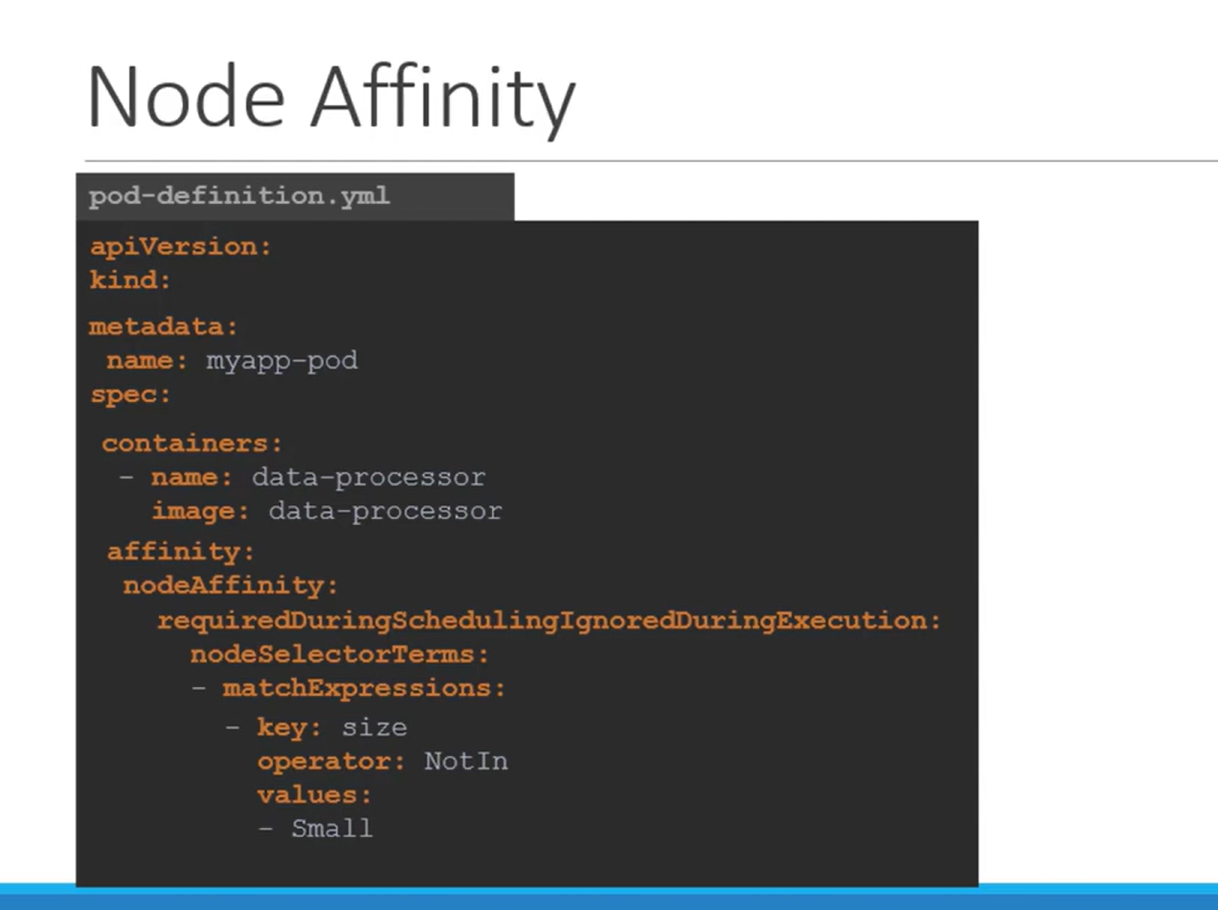 Node Affinity
pod-definition.yml
apiVersion:
kind:
metadata:
name: myapp-pod
spec:
containers:
- name: data-processor
image: data-processor
affinity:
nodeAffinity:
requiredDuringSchedulingIgnoredDuringExecution:
nodeSelectorTerms:
- matchExpressions:
- key: size
operator: NotIn
values:
- Small